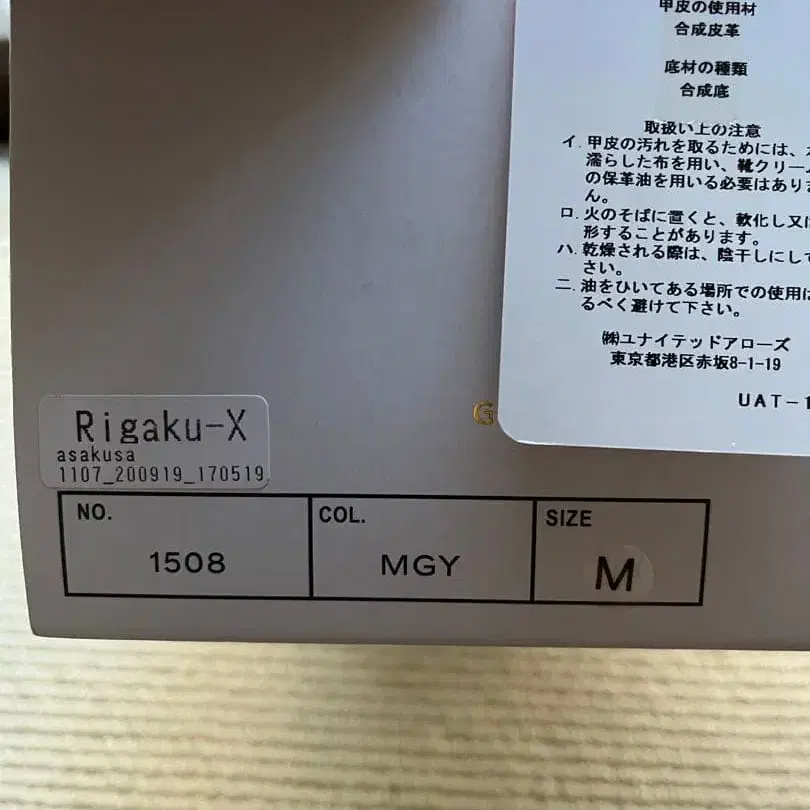 甲皮の使用材
合成皮革
底材の種類
合成底
取扱い上の注意
イ.甲皮の汚れを取るためには、
濡らした布を用い、靴クリーム
の保革油を用いる必要はありま
ん。
ロ.火のそばに置くと、軟化し又は
形することがあります。
ハ.乾燥される際は、陰干しにして
さい。
ニ.油をひいてある場所での使用は
るべく避けて下さい。
㈱ユナイテッドアローズ
東京都港区赤坂8-1-19
UAT-1
G
Rigaku-X
asakusa
1107_200919_170519
NO.
1508
COL.
MGY
SIZE
M